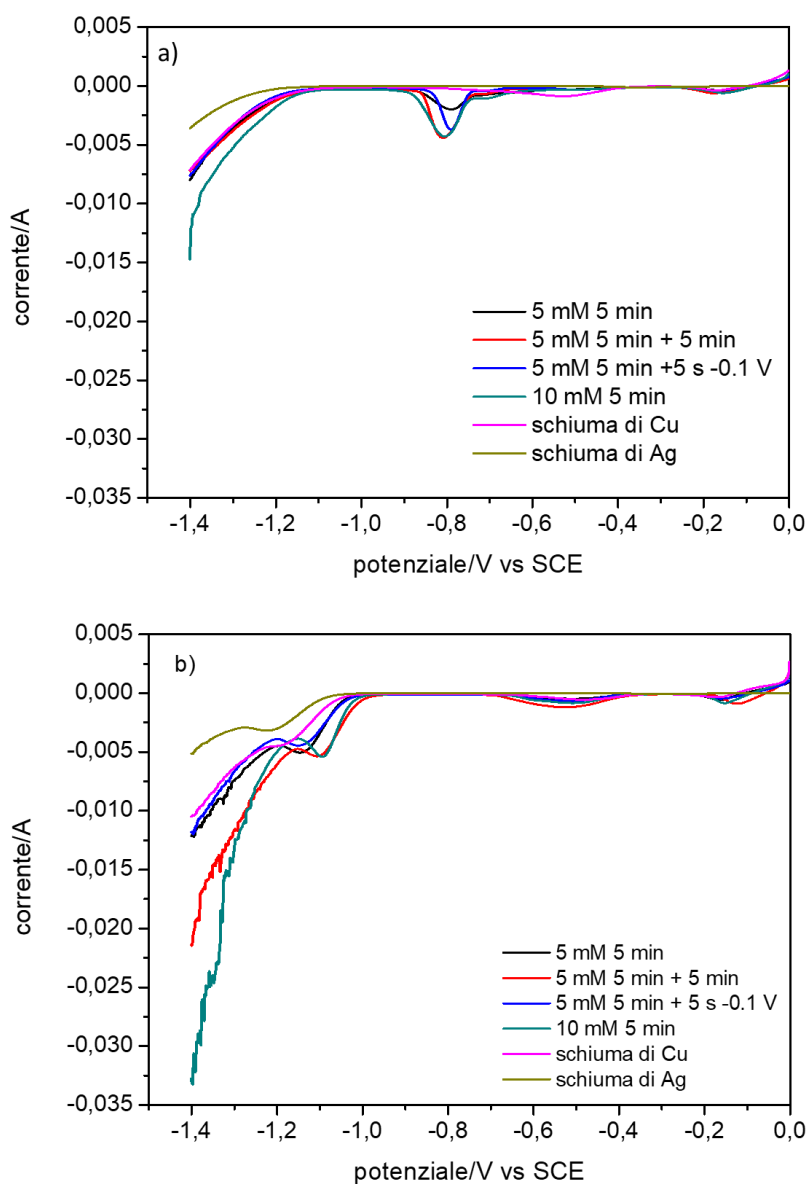 a)
0,005
0,000
-0,005
-0,010
-0,015
-0,020
-0,025
-0,030
-0,035
corrente/A
5 mM 5 min
5 mM 5 min + 5 min
5 mM 5 min +5 s -0.1 V
10 mM 5 min
schiuma di Cu
schiuma di Ag
-1,4 -1,2 -1,0 -0,8 -0,6 -0,4 -0,2 0,0
potenziale/V vs SCE
b)
0,005
0,000
-0,005
-0,010
-0,015
-0,020
-0,025
-0,030
-0,035
corrente/A
5 mM 5 min
5 mM 5 min + 5 min
5 mM 5 min + 5 s -0.1 V
10 mM 5 min
schiuma di Cu
schiuma di Ag
-1,4 -1,2 -1,0 -0,8 -0,6 -0,4 -0,2 0,0
potenziale/V vs SCE